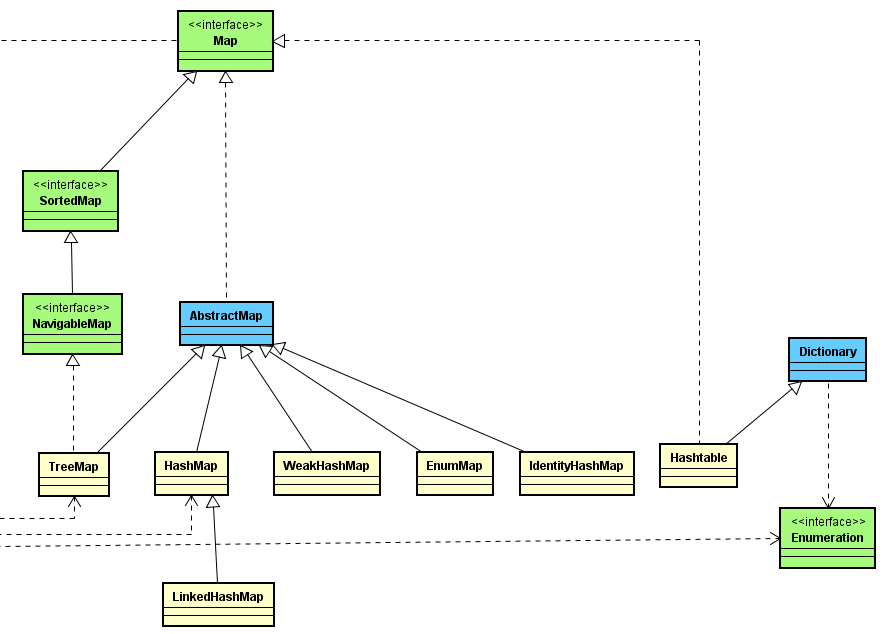 <<interface>>
Map
<<interface>>
SortedMap
<<interface>>
NavigableMap
AbstractMap
Dictionary
TreeMap
HashMap
WeakHashMap
EnumMap
IdentityHashMap
Hashtable
<<interface>>
Enumeration
LinkedHashMap